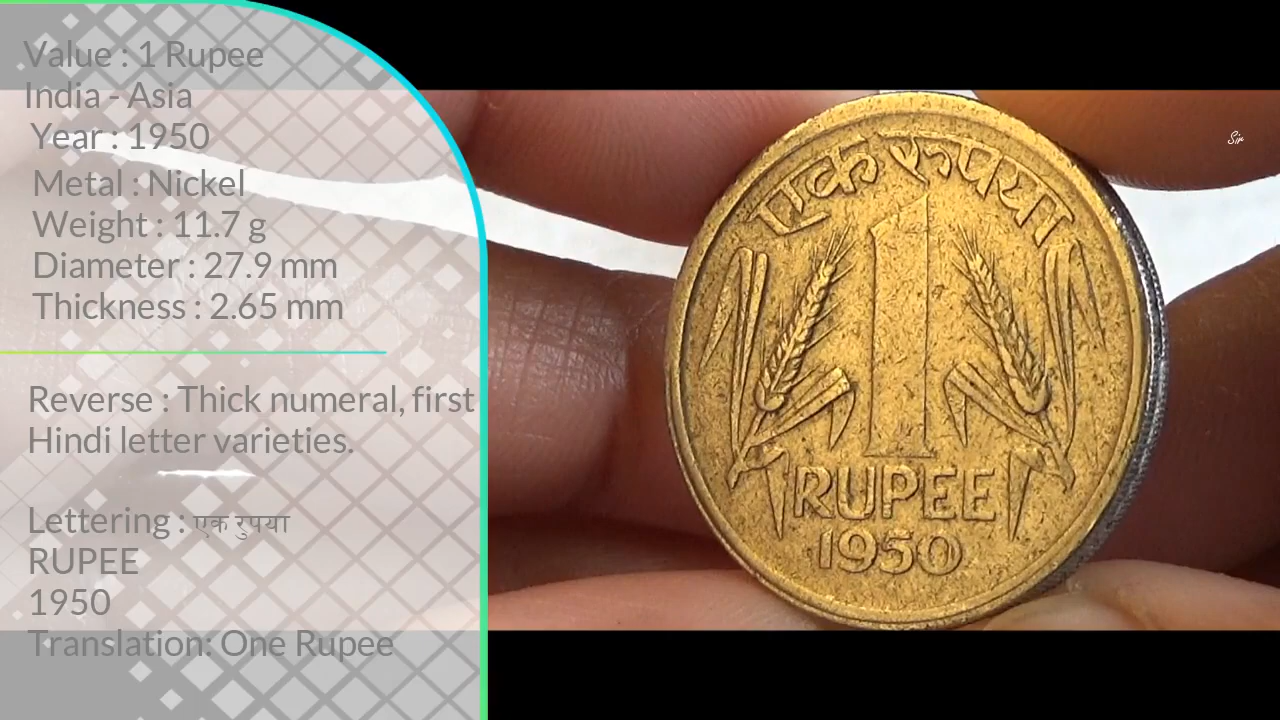 Value : 1 Rupee
India - Asia
Year : 1950
Metal : Nickel
Weight : 11.7 g
Diameter : 27.9 mm
Thickness : 2.65 mm
Reverse : Thick numeral, first
Hindi letter varieties.
Lettering : एक रुपया
RUPEE
1950
Translation: One Rupee
एक रूपया
1
RUPEE
1950
Sir